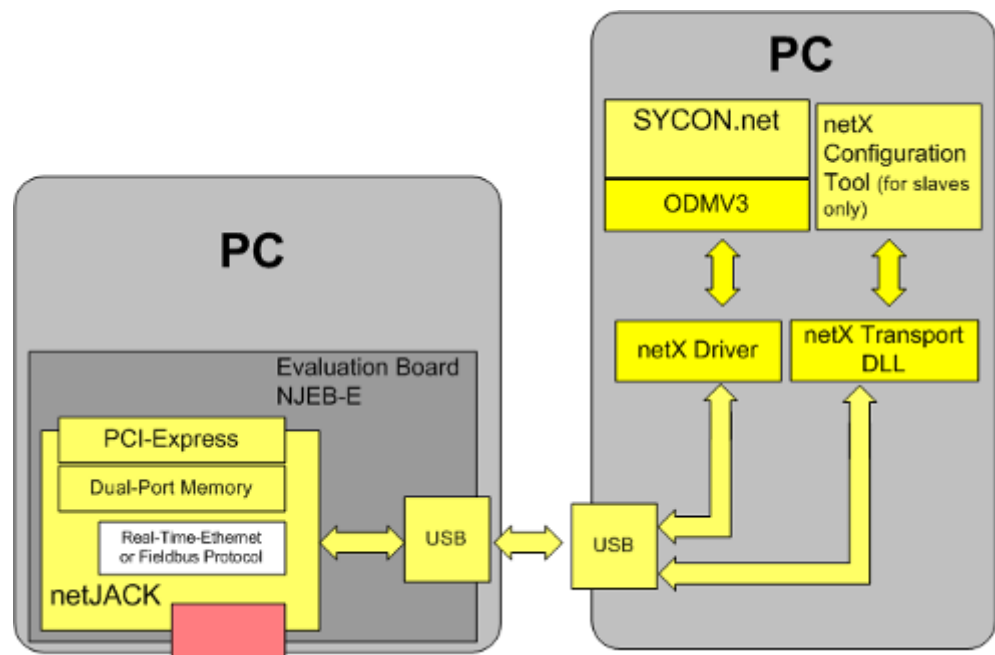 PC
Evaluation Board
NJEB-E
PCI-Express
Dual-Port Memory
Real-Time-Ethernet
or Fieldbus Protocol
netJACK
USB
PC
SYCON.net
ODMV3
netX
Configuration
Tool (for slaves
only)
netX Driver
netX Transport
DLL
USB